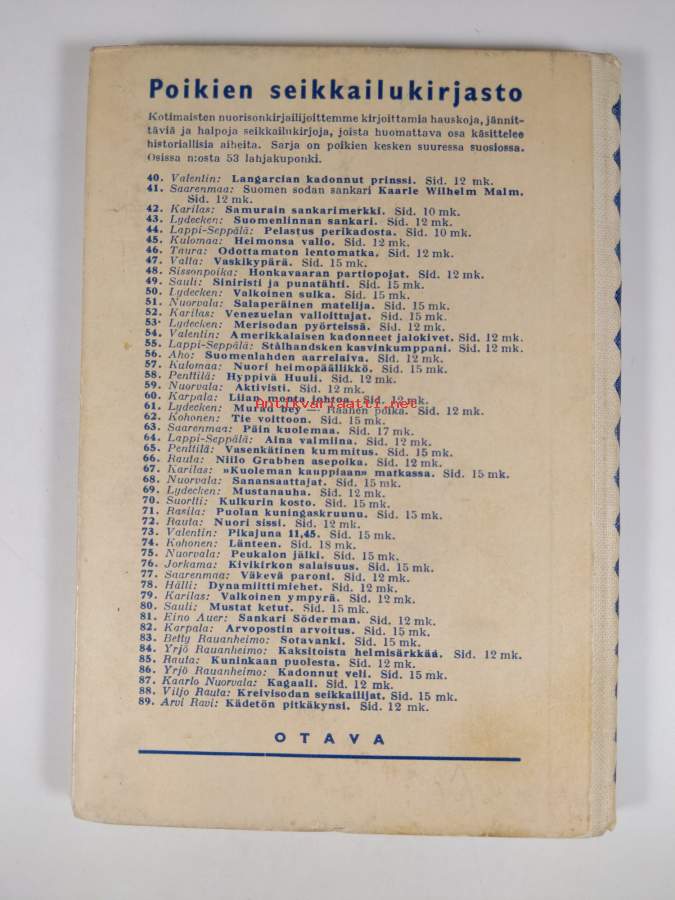 Poikien seikkailukirjasto
Kotimaisten nuorisonkirjailijoittemme kirjoittamia hauskoja, jännit-
täviä ja halpoja seikkailukirjoja, joista huomattava osa käsittelee
historiallisia aiheita. Sarja on poikien kesken suuressa suosiossa.
Osissa n:osta 53 lahjakuponki.
40. Valentin: Langarcian kadonnut prinssi. Sid. 12 mk.
41. Saarenmaa: Suomen sodan sankari Kaarle Wilhelm Malm.
Sid. 12 mk.
42. Karilas: Samurain sankarimerkki. Sid. 10 mk.
43. Lydecken: Suomenlinnan sankari. Sid. 12 mk.
44. Lappi-Seppälä: Pelastus perikadosta. Sid. 10 mk.
45. Kulomaa: Heimonsa valio. Sid. 12 mk.
46. Taura: Odottamaton lentomatka. Sid. 12 mk.
47. Valta: Vaskikypärä. Sid. 15 mk.
48. Sissonpoika: Honkavaaran partiopojat. Sid. 12 mk.
49. Sauli: Siniristi ja punatähti. Sid. 15 mk.
50. Lydecken: Valkoinen sulka. Sid. 15 mk.
51. Nuorvala: Salaperäinen matelija. Sid. 15 mk.
52. Karilas: Venezuelan valloittajat. Sid. 15 mk.
53. Lydecken: Merisodan pyörteissä. Sid. 12 mk.
54. Valentin: Amerikkalaisen kadonneet jalokivet. Sid. 12 mk.
55. Lappi-Seppälä: Stålhandsken kasvinkumppani. Sid. 12 mk.
56. Aho: Suomenlahden aarrelaiva. Sid. 12 mk.
57. Kulomaa: Nuori heimopäällikkö. Sid. 15 mk.
58. Penttilä: Hyppivä Huuli. Sid. 12 mk.
59. Nuorvala: Aktivisti. Sid. 12 mk.
60. Karpala: Liian monta johtoa. Sid. 12 mk.
Antikvariaatti.net
61. Lydecken: Murad bey — Raahen poika. Sid. 12 mk.
62. Kohonen: Tie voittoon. Sid. 15 mk.
63. Saarenmaa: Päin kuolemaa. Sid. 17 mk.
64. Lappi-Seppälä: Aina valmiina. Sid. 12 mk.
65. Penttilä: Vasenkätinen kummitus. Sid. 15 mk.
66. Rauta: Niilo Grabben asepoika. Sid. 12 mk.
67. Karilas: »Kuoleman kauppiaan» matkassa. Sid. 15 mk.
68. Nuorvala: Sanansaattajat. Sid. 15 mk.
69. Lydecken: Mustanauha. Sid. 12 mk.
70. Suortti: Kulkurin kosto. Sid. 15 mk.
71. Rasila: Puolan kuningaskruunu. Sid. 15 mk.
72. Rauta: Nuori sissi. Sid. 12 mk.
73. Valentin: Pikajuna 11,45. Sid. 15 mk.
74. Kohonen: Länteen. Sid. 18 mk.
75. Nuorvala: Peukalon jälki. Sid. 12 mk.
76. Jorkama: Kivikirkon salaisuus. Sid. 15 mk.
77. Saarenmaa: Väkevä paroni. Sid. 12 mk.
78. Hälli: Dynamiittimiehet. Sid. 12 mk.
79. Karilas: Valkoinen ympyrä. Sid. 12 mk.
80. Sauli: Mustat ketut. Sid. 15 mk.
81. Eino Auer: Sankari Söderman. Sid. 12 mk.
82. Karpala: Arvopostin arvoitus. Sid. 15 mk.
83. Betty Rauanheimo: Sotavanki. Sid. 15 mk.
84. Yrjö Rauanheimo: Kaksitoista helmisärkkää. Sid. 12 mk.
85. Rauta: Kuninkaan puolesta. Sid. 12 mk.
86. Yrjö Rauanheimo: Kadonnut veli. Sid. 15 mk.
87. Kaarlo Nuorvala: Kagaali. Sid. 12 mk.
88. Viljo Rauta: Kreivisodan seikkailijat. Sid. 15 mk.
89. Arvi Ravi: Kädetön pitkäkynsi. Sid. 12 mk.
OTAVA